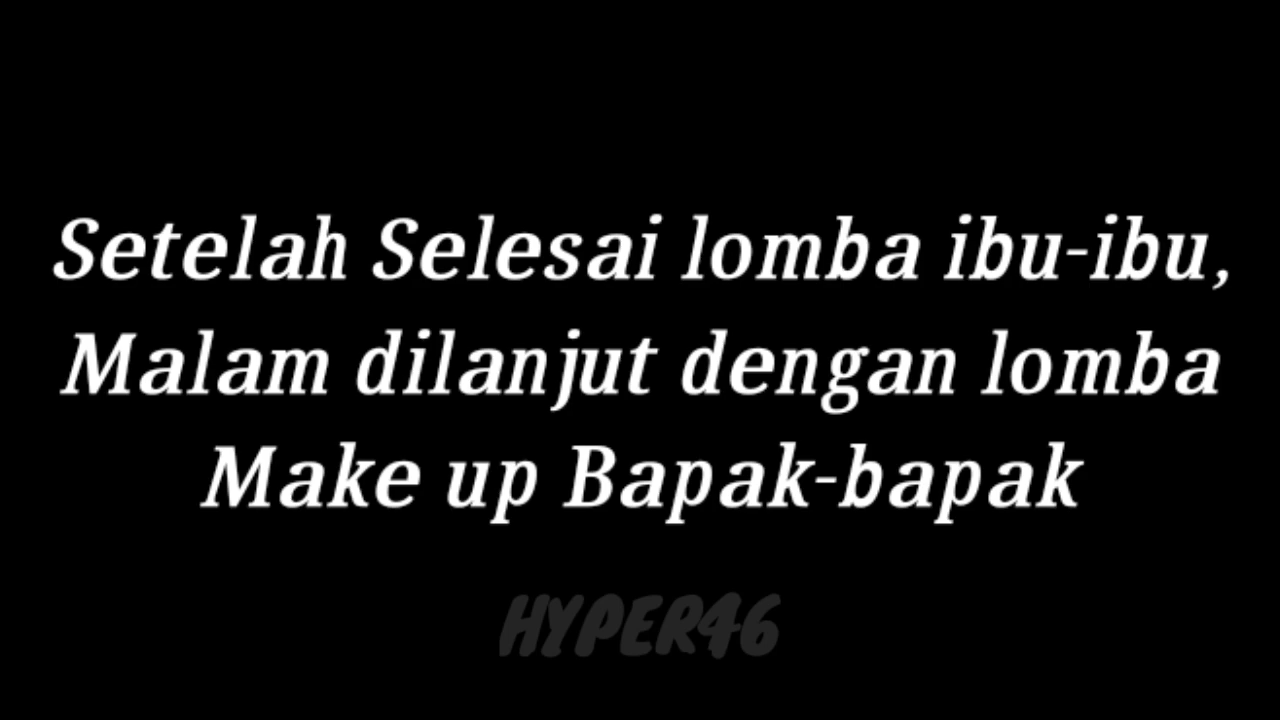 Setelah Selesai lomba ibu-ibu,
Malam dilanjut dengan lomba
Make up Bapak-bapak
HYPER46